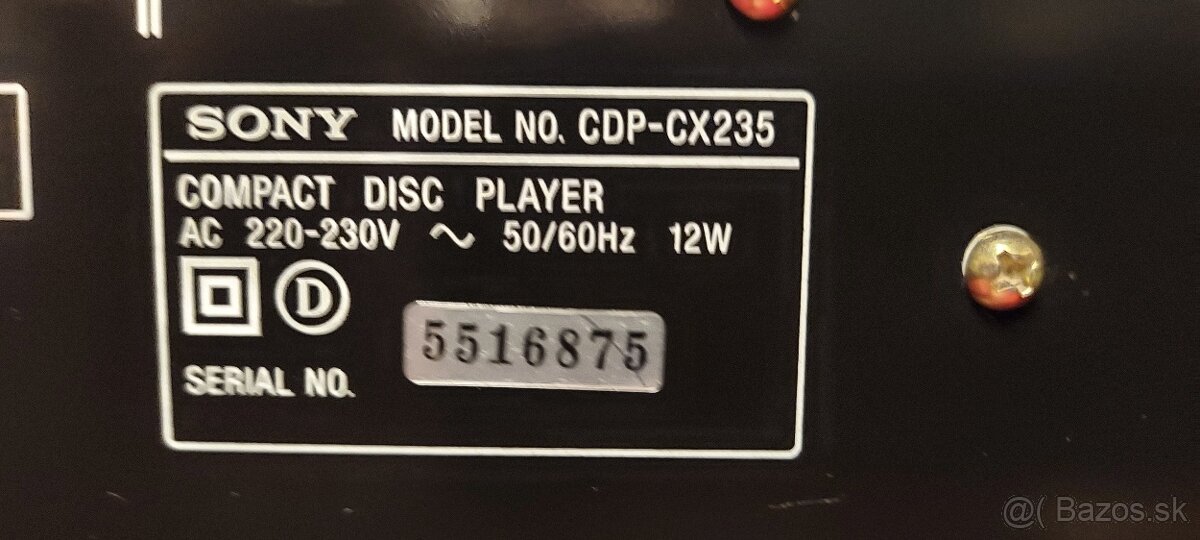 SONY MODEL NO. CDP-CX235
COMPACT DISC PLAYER
AC 220-230V ～ 50/60Hz 12W
D
5516875
SERIAL NO.
@( Bazos.sk